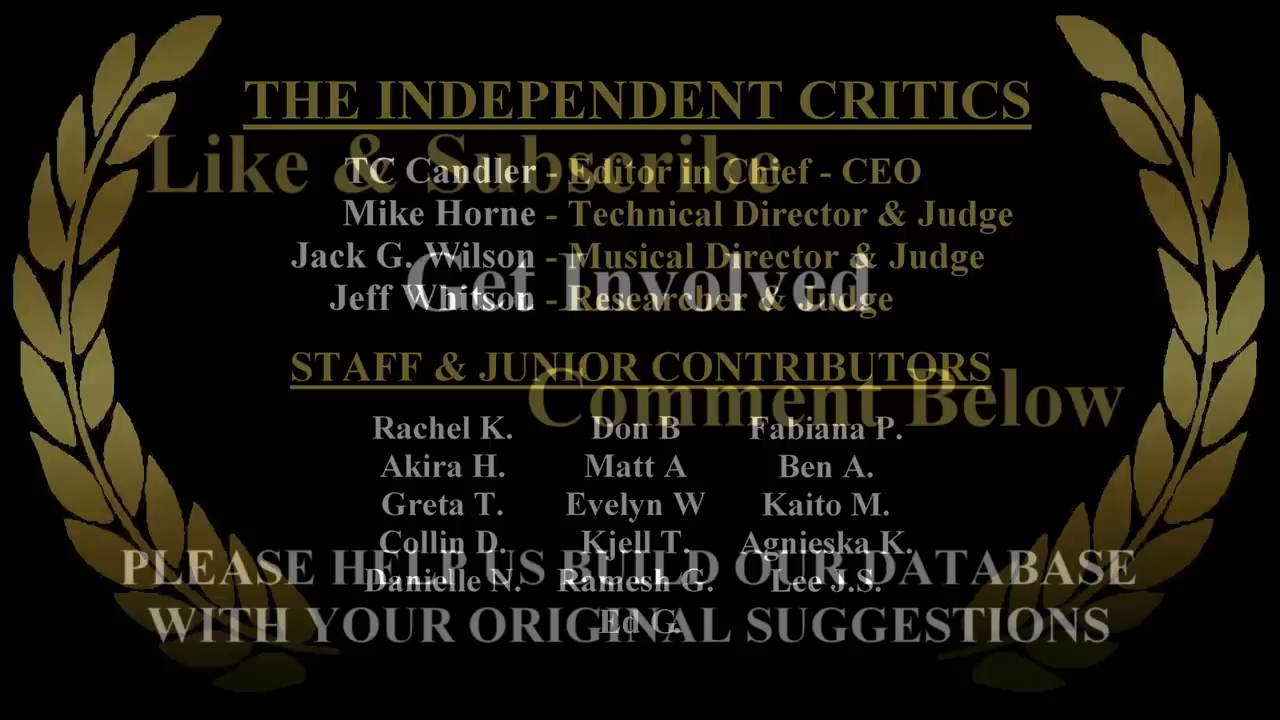 THE INDEPENDENT CRITICS
Like & Subscribe
TC Candler - Editor in Chief - CEO
Mike Horne - Technical Director & Judge
Jack G. Wilson - Musical Director & Judge
Get Involved
Jeff Whitson - Researcher & Judge
STAFF & JUNIOR CONTRIBUTORS
Comment Below
Rachel K. Don B Fabiana P.
Akira H. Matt A Ben A.
Greta T. Evelyn W Kaito M.
Collin D. Kjell T. Agnieska K.
PLEASE HELP US BUILD OUR DATABASE
Danielle N. Ramesh G. Lee J.S.
WITH YOUR ORIGINAL SUGGESTIONS
Ed G.